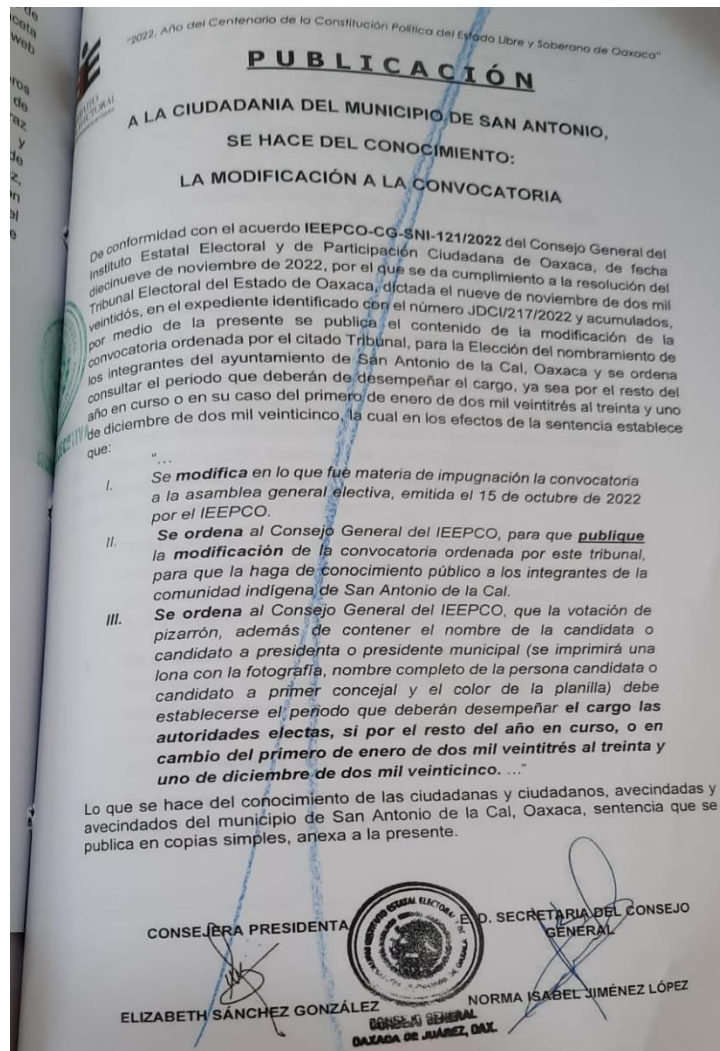 "2022, Año del Centenario de la Constitución Política del Estado Libre y Soberano de Oaxaca"
PUBLICACIÓN
A LA CIUDADANIA DEL MUNICIPIO DE SAN ANTONIO,
SE HACE DEL CONOCIMIENTO:
LA MODIFICACIÓN A LA CONVOCATORIA
De conformidad con el acuerdo IEEPCO-CG-SNI-121/2022 del Consejo General del
Instituto Estatal Electoral y de Participación Ciudadana de Oaxaca, de fecha
diecinueve de noviembre de 2022, por el que se da cumplimiento a la resolución del
Tribunal Electoral del Estado de Oaxaca, dictada el nueve de noviembre de dos mil
veintidós, en el expediente identificado con el número JDCI/217/2022 y acumulados,
por medio de la presente se publica el contenido de la modificación de la
convocatoria ordenada por el citado Tribunal, para la Elección del nombramiento de
los integrantes del ayuntamiento de San Antonio de la Cal, Oaxaca y se ordena
consultar el periodo que deberán de desempeñar el cargo, ya sea por el resto del
año en curso o en su caso del primero de enero de dos mil veintitrés al treinta y uno
de diciembre de dos mil veinticinco, la cual en los efectos de la sentencia establece
que:
"...
I. Se modifica en lo que fue materia de impugnación la convocatoria
a la asamblea general electiva, emitida el 15 de octubre de 2022
por el IEEPCO.
II. Se ordena al Consejo General del IEEPCO, para que publique
la modificación de la convocatoria ordenada por este tribunal,
para que la haga de conocimiento público a los integrantes de la
comunidad indígena de San Antonio de la Cal.
III. Se ordena al Consejo General del IEEPCO, que la votación de
pizarrón, además de contener el nombre de la candidata o
candidato a presidenta o presidente municipal (se imprimirá una
lona con la fotografía, nombre completo de la persona candidata o
candidato a primer concejal y el color de la planilla) debe
establecerse el periodo que deberán desempeñar el cargo las
autoridades electas, si por el resto del año en curso, o en
cambio del primero de enero de dos mil veintitrés al treinta y
uno de diciembre de dos mil veinticinco. ..."
Lo que se hace del conocimiento de las ciudadanas y ciudadanos, avecindadas y
avecindados del municipio de San Antonio de la Cal, Oaxaca, sentencia que se
publica en copias simples, anexa a la presente.
CONSEJERA PRESIDENTA
E.D. SECRETARIA DEL CONSEJO
GENERAL
ELIZABETH SÁNCHEZ GONZÁLEZ
NORMA ISABEL JIMÉNEZ LÓPEZ
CONSEJO GENERAL
OAXACA DE JUÁREZ, OAX.